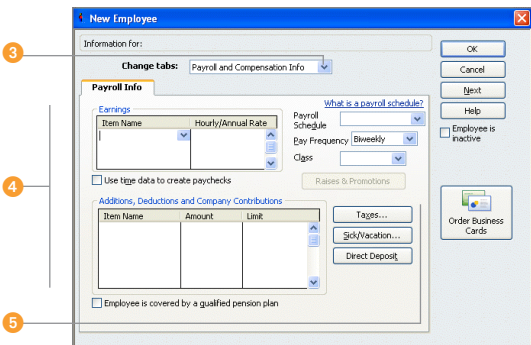 New Employee
Information for:
3
Change tabs: Payroll and Compensation Info
OK
Cancel
Next
Help
Employee is inactive
Order Business Cards
Payroll Info
4
Earnings
Item Name Hourly/Annual Rate
Use time data to create paychecks
What is a payroll schedule?
Payroll Schedule
Pay Frequency Biweekly
Class
Raises & Promotions
Additions, Deductions and Company Contributions
Item Name Amount Limit
Taxes...
Sick/Vacation...
Direct Deposit
5
Employee is covered by a qualified pension plan